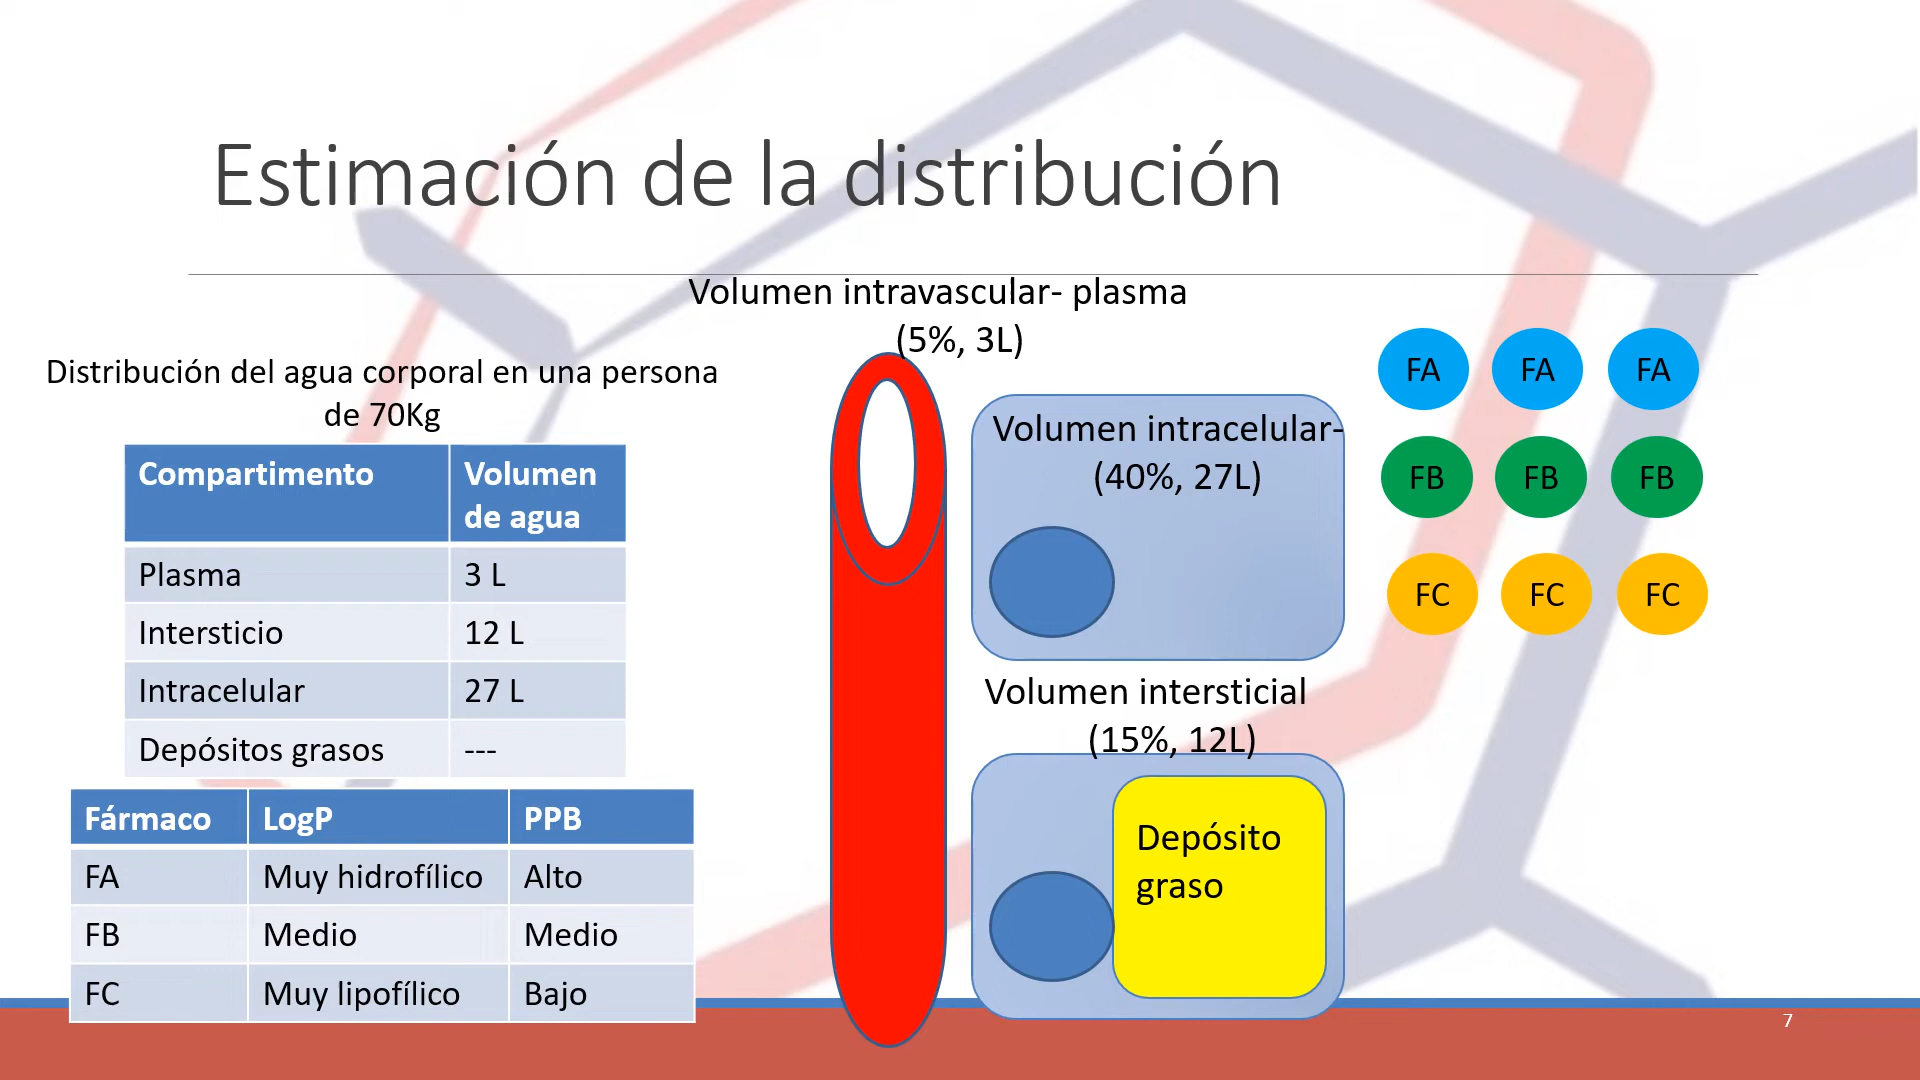 Estimación de la distribución
Volumen intravascular- plasma
(5%, 3L)
Distribución del agua corporal en una persona
de 70Kg
Compartimento
Volumen
de agua
Plasma
3 L
Intersticio
12 L
Intracelular
27 L
Depósitos grasos
---
Fármaco
LogP
PPB
FA
Muy hidrofílico
Alto
FB
Medio
Medio
FC
Muy lipofílico
Bajo
Volumen intracelular-
(40%, 27L)
Volumen intersticial
(15%, 12L)
Depósito
graso
FA FA FA
FB FB FB
FC FC FC
7